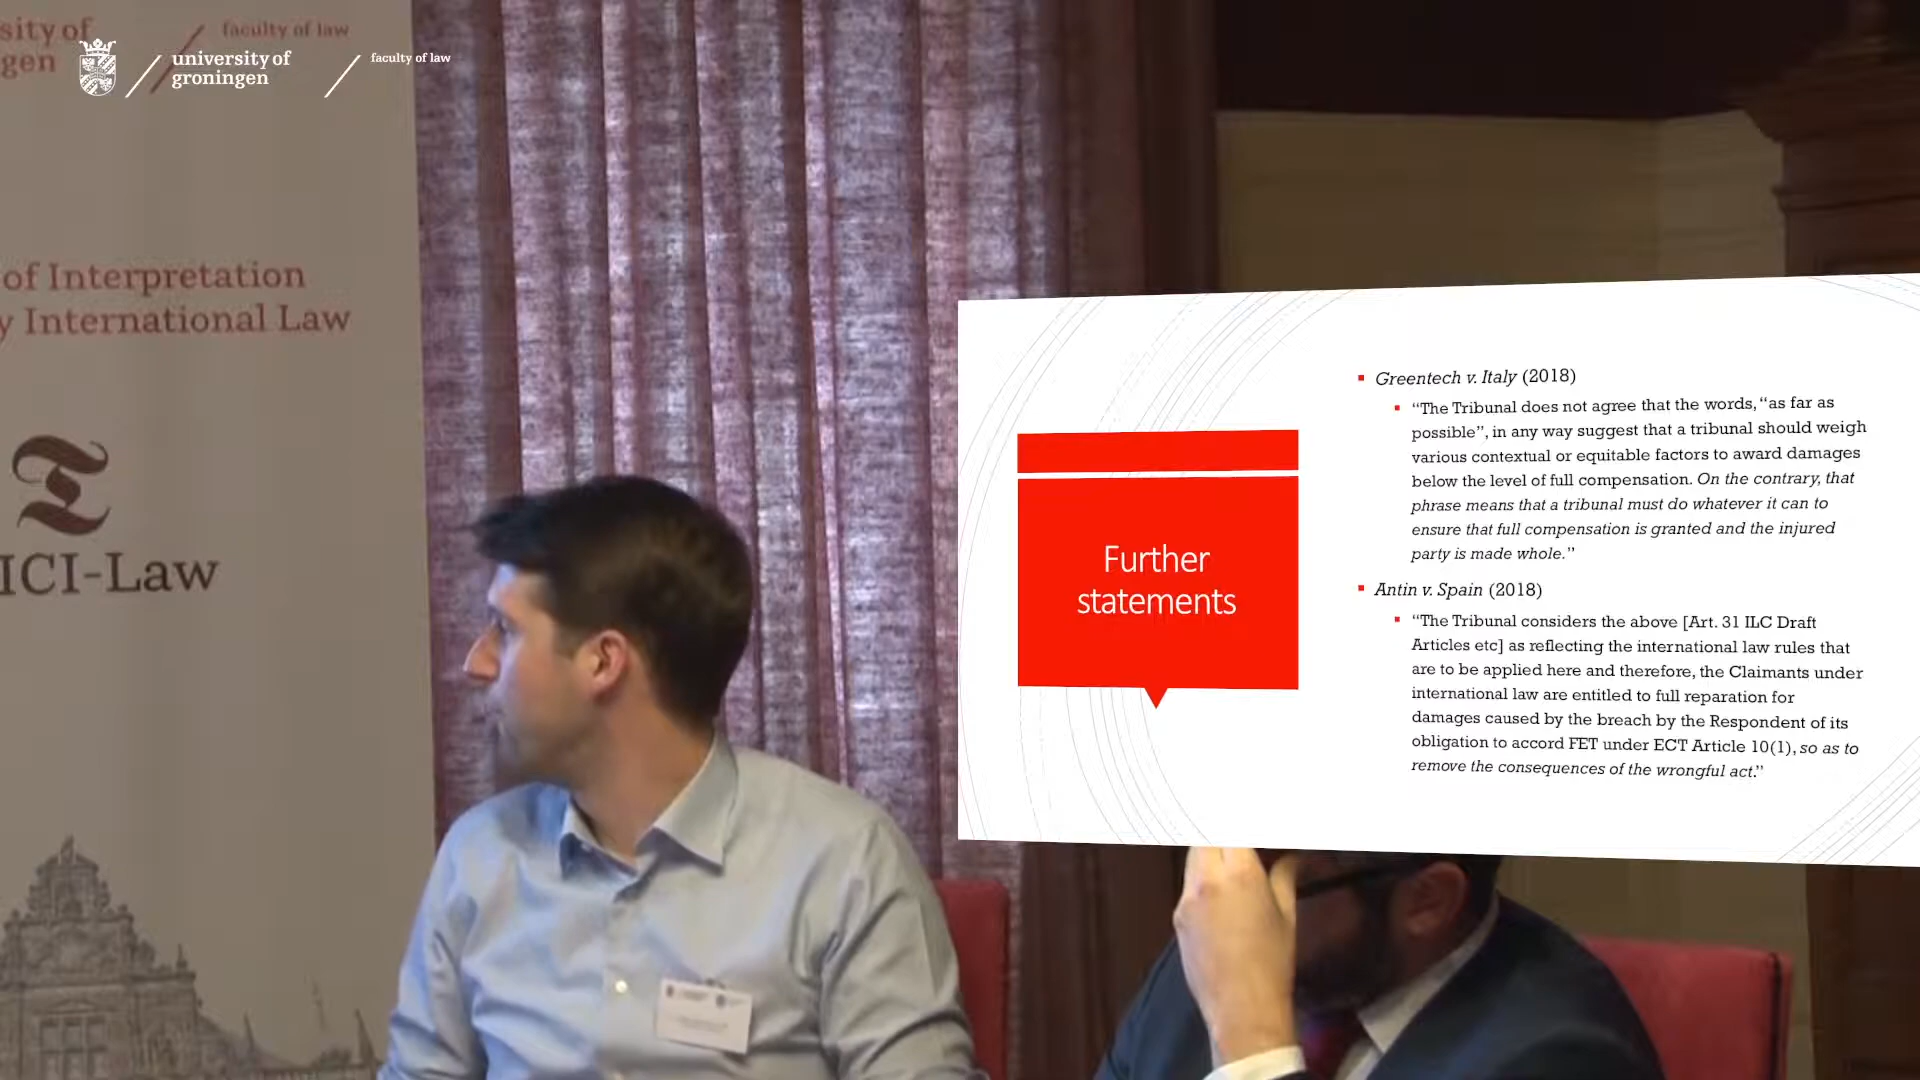 sity of
gen
faculty of law
university of
groningen
faculty of law
of Interpretation
y International Law
ICI-Law
Further
statements
Greentech v. Italy (2018)
“The Tribunal does not agree that the words, “as far as
possible”, in any way suggest that a tribunal should weigh
various contextual or equitable factors to award damages
below the level of full compensation. On the contrary, that
phrase means that a tribunal must do whatever it can to
ensure that full compensation is granted and the injured
party is made whole.”
Antin v. Spain (2018)
“The Tribunal considers the above [Art. 31 ILC Draft
Articles etc] as reflecting the international law rules that
are to be applied here and therefore, the Claimants under
international law are entitled to full reparation for
damages caused by the breach by the Respondent of its
obligation to accord FET under ECT Article 10(1), so as to
remove the consequences of the wrongful act.”